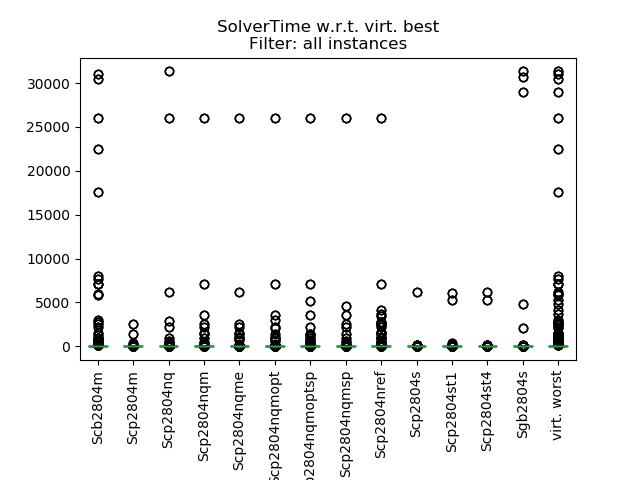 SolverTime w.r.t. virt. best
Filter: all instances
30000
25000
20000
15000
10000
5000
0
Scb2804m
Scp2804m
Scp2804nq
Scp2804nqm
Scp2804nqme
Scp2804nqmopt
p2804nqmoptsp
Scp2804nqmsp
Scp2804nref
Scp2804s
Scp2804st1
Scp2804st4
Sgb2804s
virt. worst